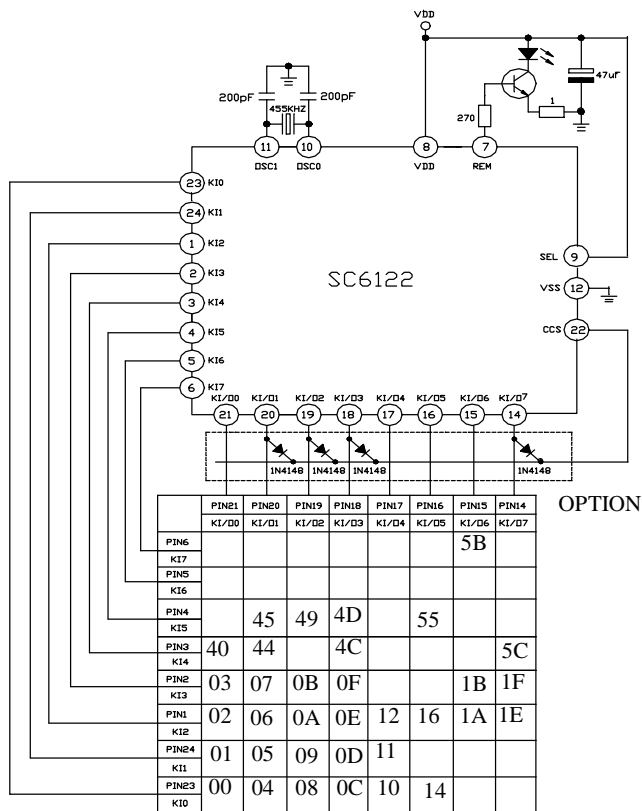 VDD
200pF 200pF
455KHZ
47uF
270
1
11 10 8 7
OSC1 OSC0 VDD REM
23 KI0
24 KI1
1 KI2
2 KI3
3 KI4
4 KI5
5 KI6
6 KI7
SC6122
SEL 9
VSS 12
CCS 22
KI/O0 KI/O1 KI/O2 KI/O3 KI/O4 KI/O5 KI/O6 KI/O7
21 20 19 18 17 16 15 14
1N4148 1N4148 1N4148 1N4148
OPTION
PIN21 PIN20 PIN19 PIN18 PIN17 PIN16 PIN15 PIN14
KI/O0 KI/O1 KI/O2 KI/O3 KI/O4 KI/O5 KI/O6 KI/O7
PIN6 5B
KI7
PIN5
KI6
PIN4 45 49 4D 55
KI5
PIN3 40 44 4C 5C
KI4
PIN2 03 07 0B 0F 1B 1F
KI3
PIN1 02 06 0A 0E 12 16 1A 1E
KI2
PIN24 01 05 09 0D 11
KI1
PIN23 00 04 08 0C 10 14
KI0